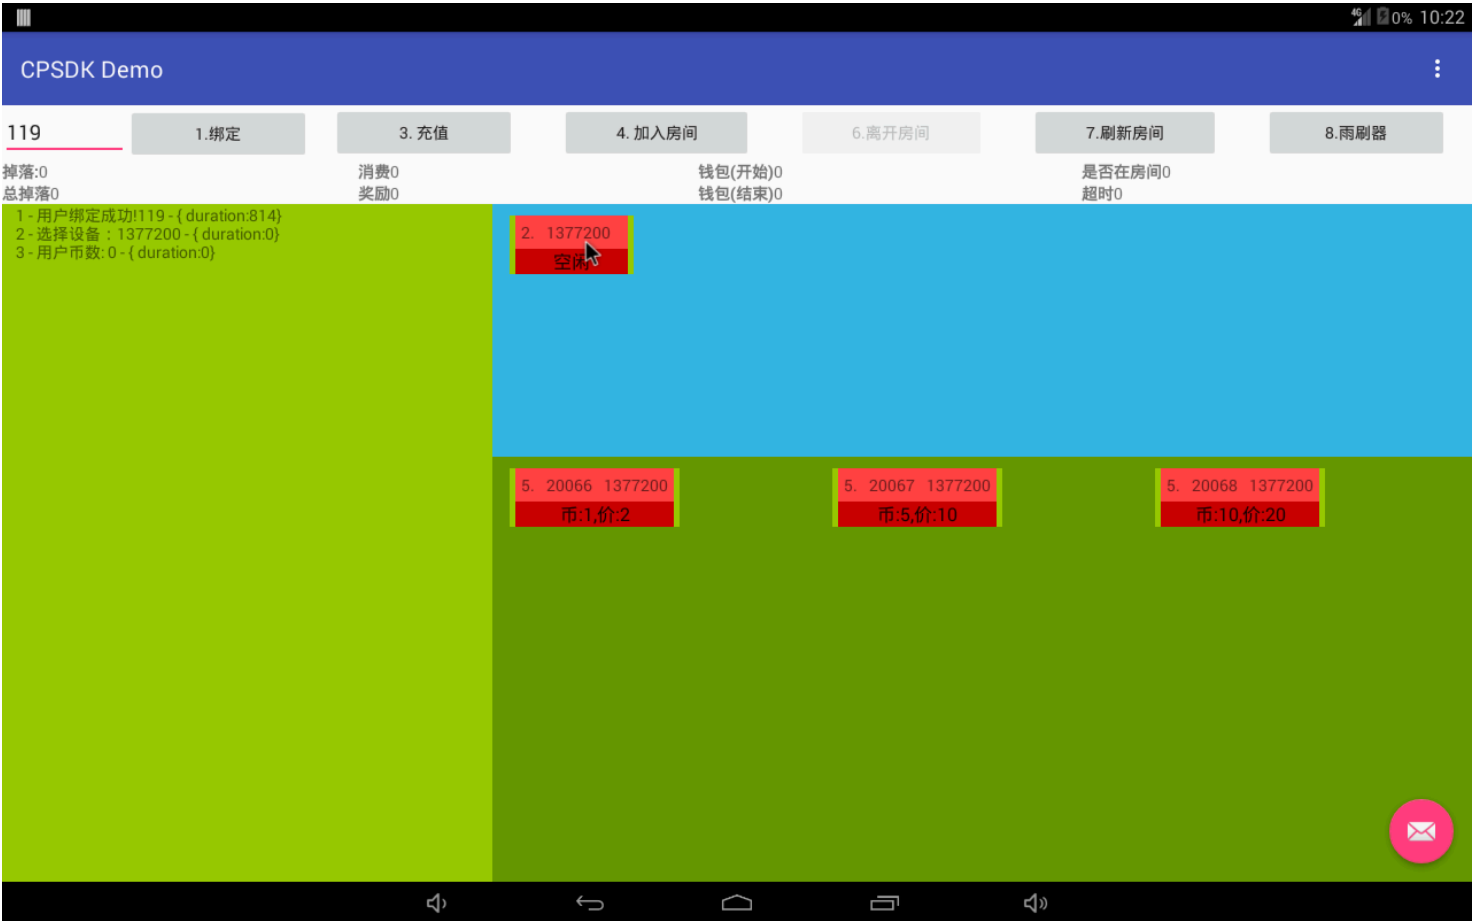 4G 0% 10:22
CPSDK Demo
119 1.绑定 3. 充值 4. 加入房间 6.离开房间 7.刷新房间 8.雨刷器
掉落:0 消费0 钱包(开始)0 是否在房间0
总掉落0 奖励0 钱包(结束)0 超时0
1 - 用户绑定成功!119 - { duration:814}
2 - 选择设备：1377200 - { duration:0}
3 - 用户币数: 0 - { duration:0}
2. 1377200
空闲
5. 20066 1377200 5. 20067 1377200 5. 20068 1377200
币:1,价:2 币:5,价:10 币:10,价:20